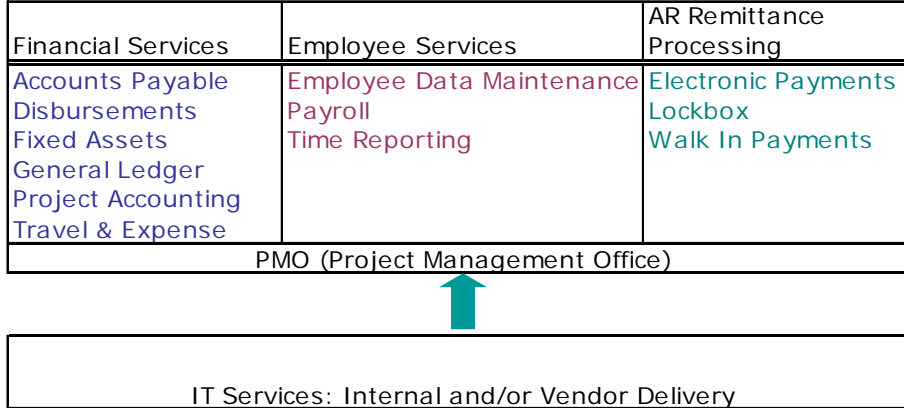 Financial Services
Employee Services
AR Remittance
Processing
Accounts Payable
Disbursements
Fixed Assets
General Ledger
Project Accounting
Travel & Expense
Employee Data Maintenance
Payroll
Time Reporting
Electronic Payments
Lockbox
Walk In Payments
PMO (Project Management Office)
IT Services: Internal and/or Vendor Delivery